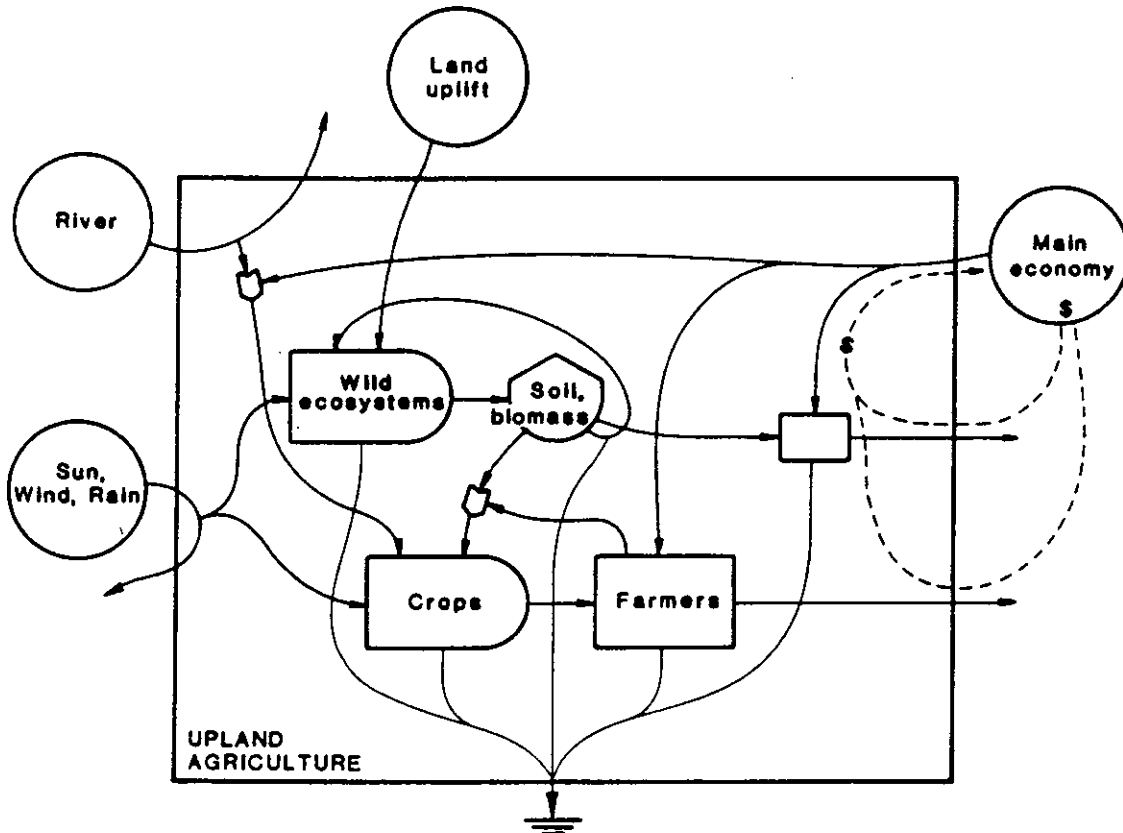 Land
uplift
River
Main
economy
$
$
Wild
ecosystems
Soil,
biomass
Sun,
Wind, Rain
Crops
Farmers
UPLAND
AGRICULTURE